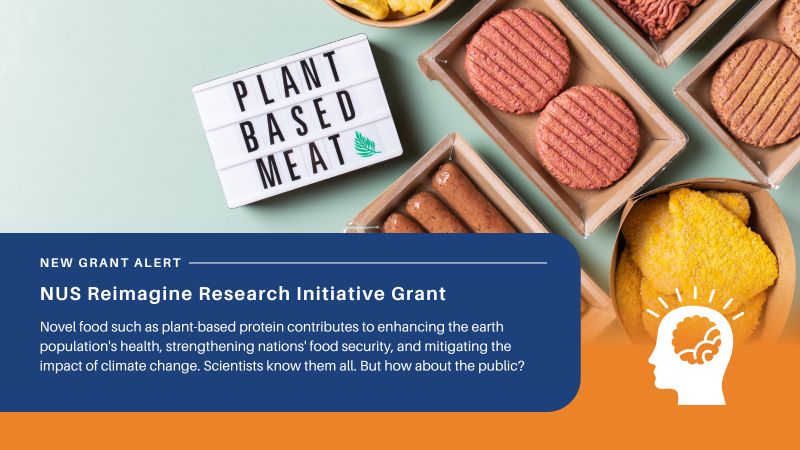 PLANT
BASED
MEAT
NEW GRANT ALERT
NUS Reimagine Research Initiative Grant
Novel food such as plant-based protein contributes to enhancing the earth
population's health, strengthening nations' food security, and mitigating the
impact of climate change. Scientists know them all. But how about the public?